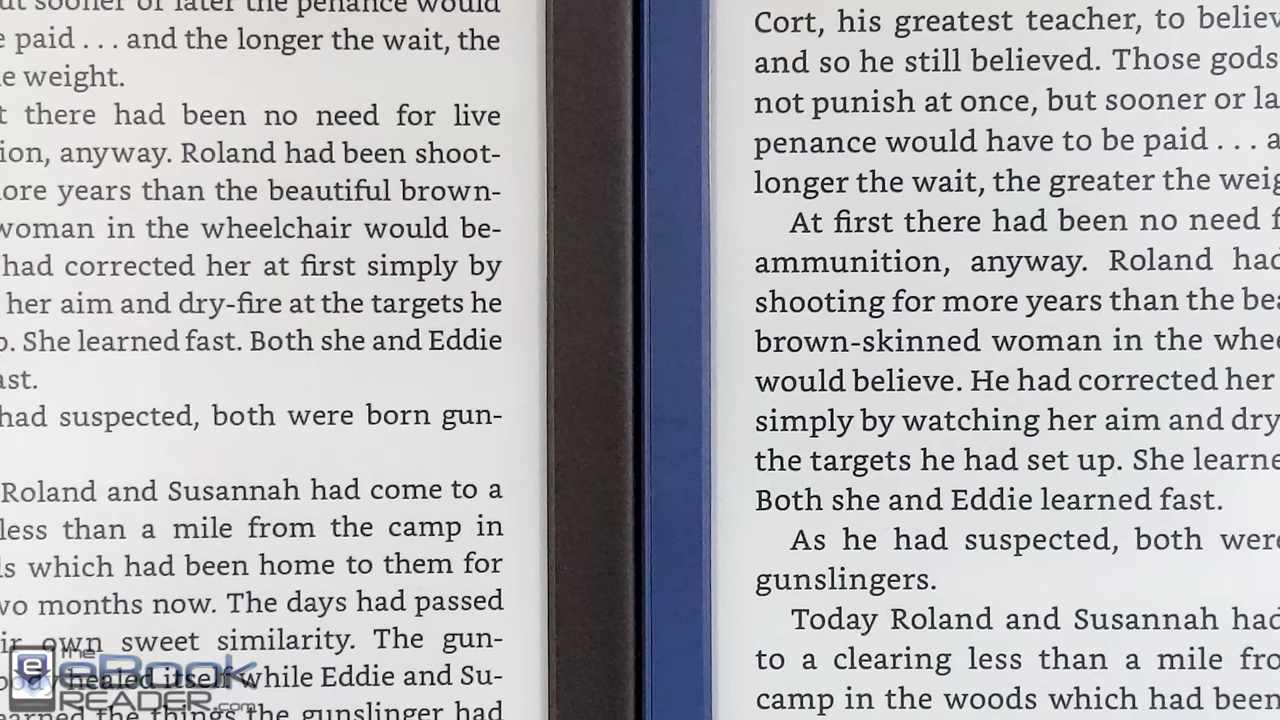 sooner or later the penance would
paid . . . and the longer the wait, the
weight.
there had been no need for live
ion, anyway. Roland had been shoot-
ore years than the beautiful brown-
woman in the wheelchair would be-
had corrected her at first simply by
her aim and dry-fire at the targets he
p. She learned fast. Both she and Eddie
ast.
had suspected, both were born gun-
Roland and Susannah had come to a
less than a mile from the camp in
ls which had been home to them for
wo months now. The days had passed
ir own sweet similarity. The gun-
body healed itself while Eddie and Su-
earned the things the gunslinger had
the
eBook
READER.com
Cort, his greatest teacher, to believ
and so he still believed. Those gods
not punish at once, but sooner or la
penance would have to be paid . . . a
longer the wait, the greater the weig
At first there had been no need f
ammunition, anyway. Roland had
shooting for more years than the bea
brown-skinned woman in the whee
would believe. He had corrected her
simply by watching her aim and dry
the targets he had set up. She learne
Both she and Eddie learned fast.
As he had suspected, both were
gunslingers.
Today Roland and Susannah had
to a clearing less than a mile fro
camp in the woods which had been